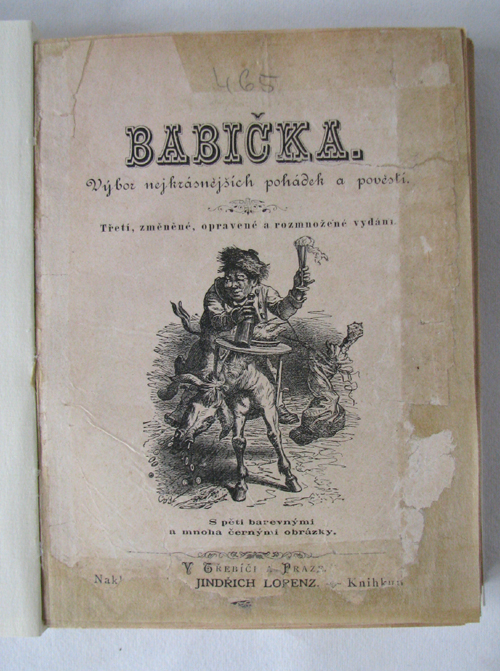 465
BABIČKA.
Výbor nejkrásnějších pohádek a pověstí.
Třetí, změněné, opravené a rozmnožené vydání
S pěti barevnými
a mnoha černými obrázky.
V Třebíči a Praze
JINDŘICH LORENZ.